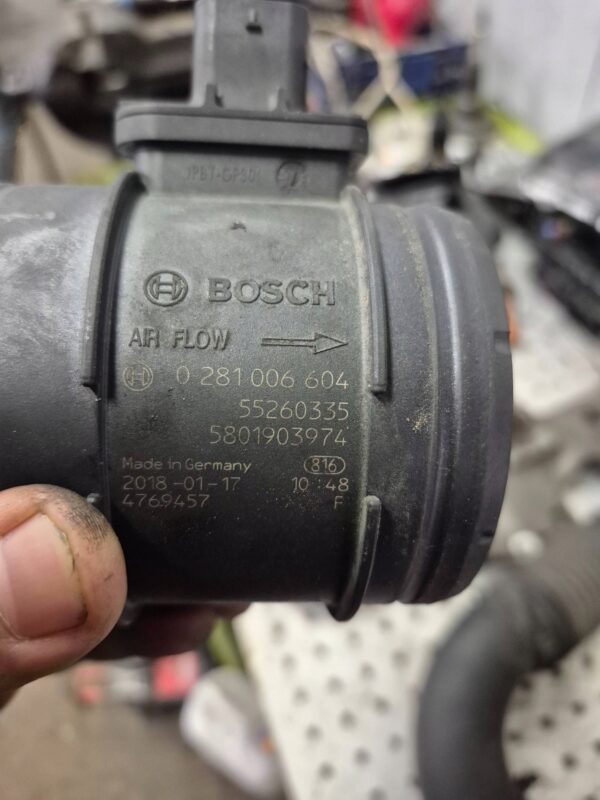 BOSCH
AIR FLOW
0 281 006 604
55260335
5801903974
Made in Germany 816
2018-01-17 10:48
4769457 F